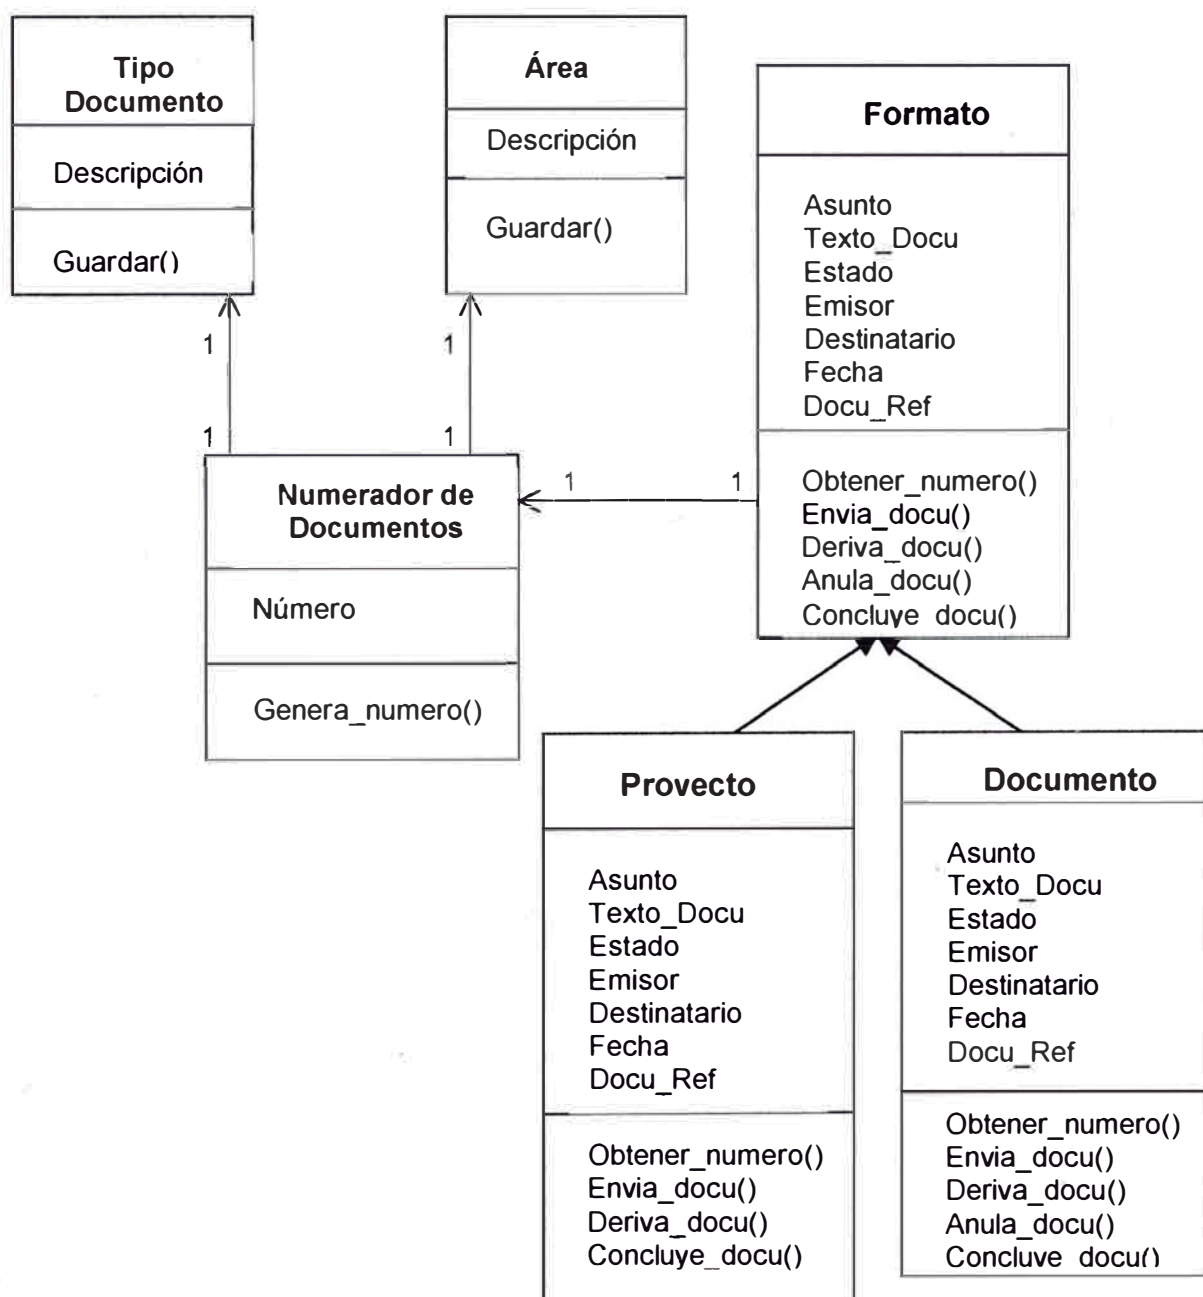 Tipo
Documento
Descripción
Guardar()
Área
Descripción
Guardar()
Formato
Asunto
Texto_Docu
Estado
Emisor
Destinatario
Fecha
Docu_Ref
Obtener_numero()
Envia_docu()
Deriva_docu()
Anula_docu()
Concluye_docu()
1
1
1
1
1
1
Numerador de
Documentos
Número
Genera_numero()
Provecto
Asunto
Texto_Docu
Estado
Emisor
Destinatario
Fecha
Docu_Ref
Obtener_numero()
Envia_docu()
Deriva_docu()
Concluye_docu()
Documento
Asunto
Texto_Docu
Estado
Emisor
Destinatario
Fecha
Docu_Ref
Obtener_numero()
Envia_docu()
Deriva_docu()
Anula_docu()
Concluve docu()